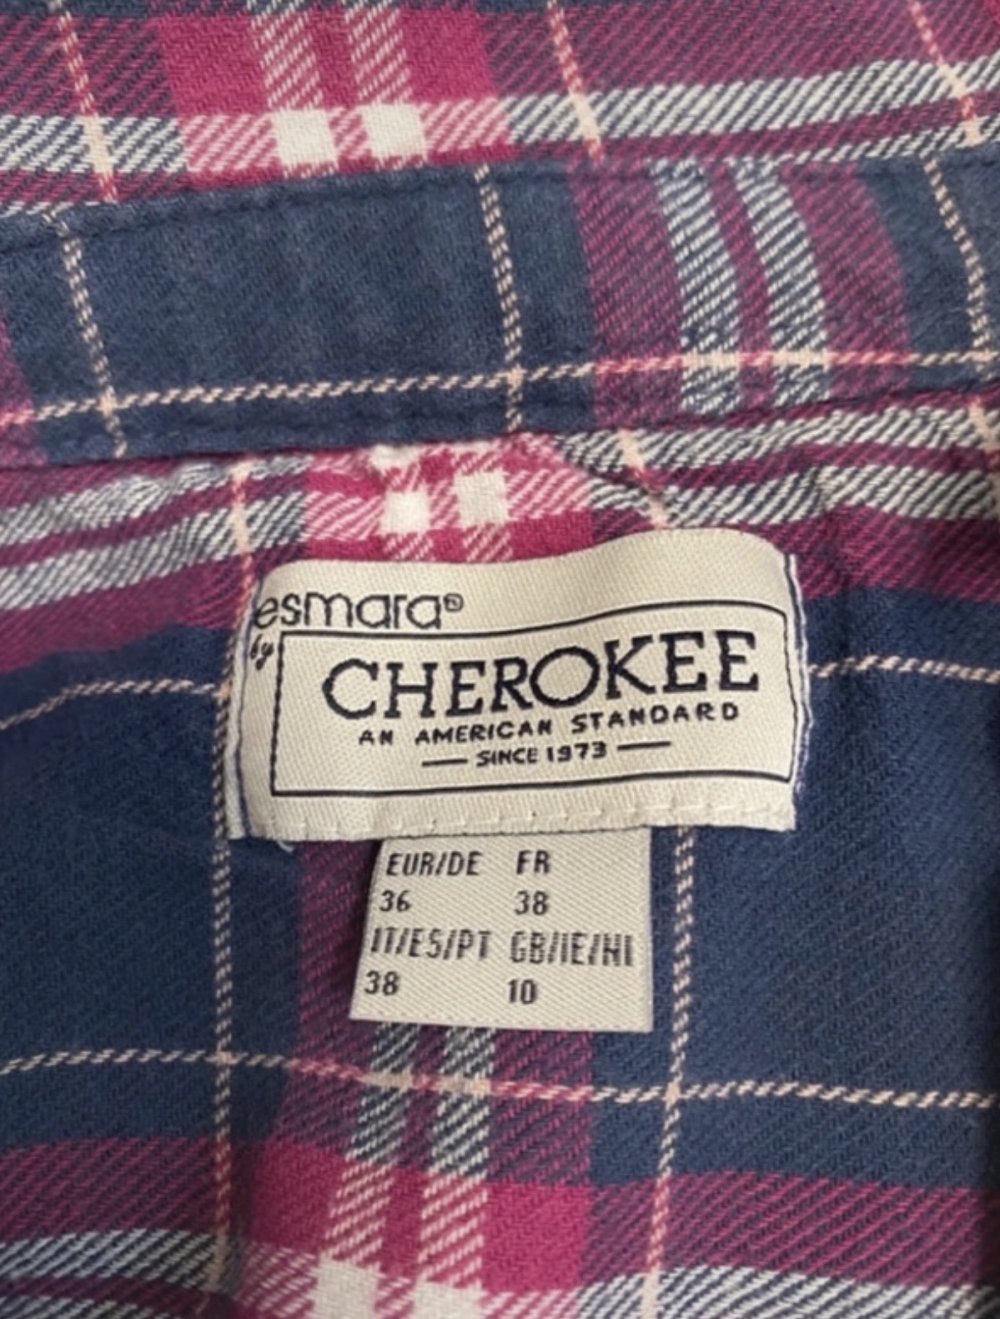 esmara®
by
CHEROKEE
AN AMERICAN STANDARD
SINCE 1973
EUR/DE FR
36 38
IT/ES/PT GB/IE/NI
38 10